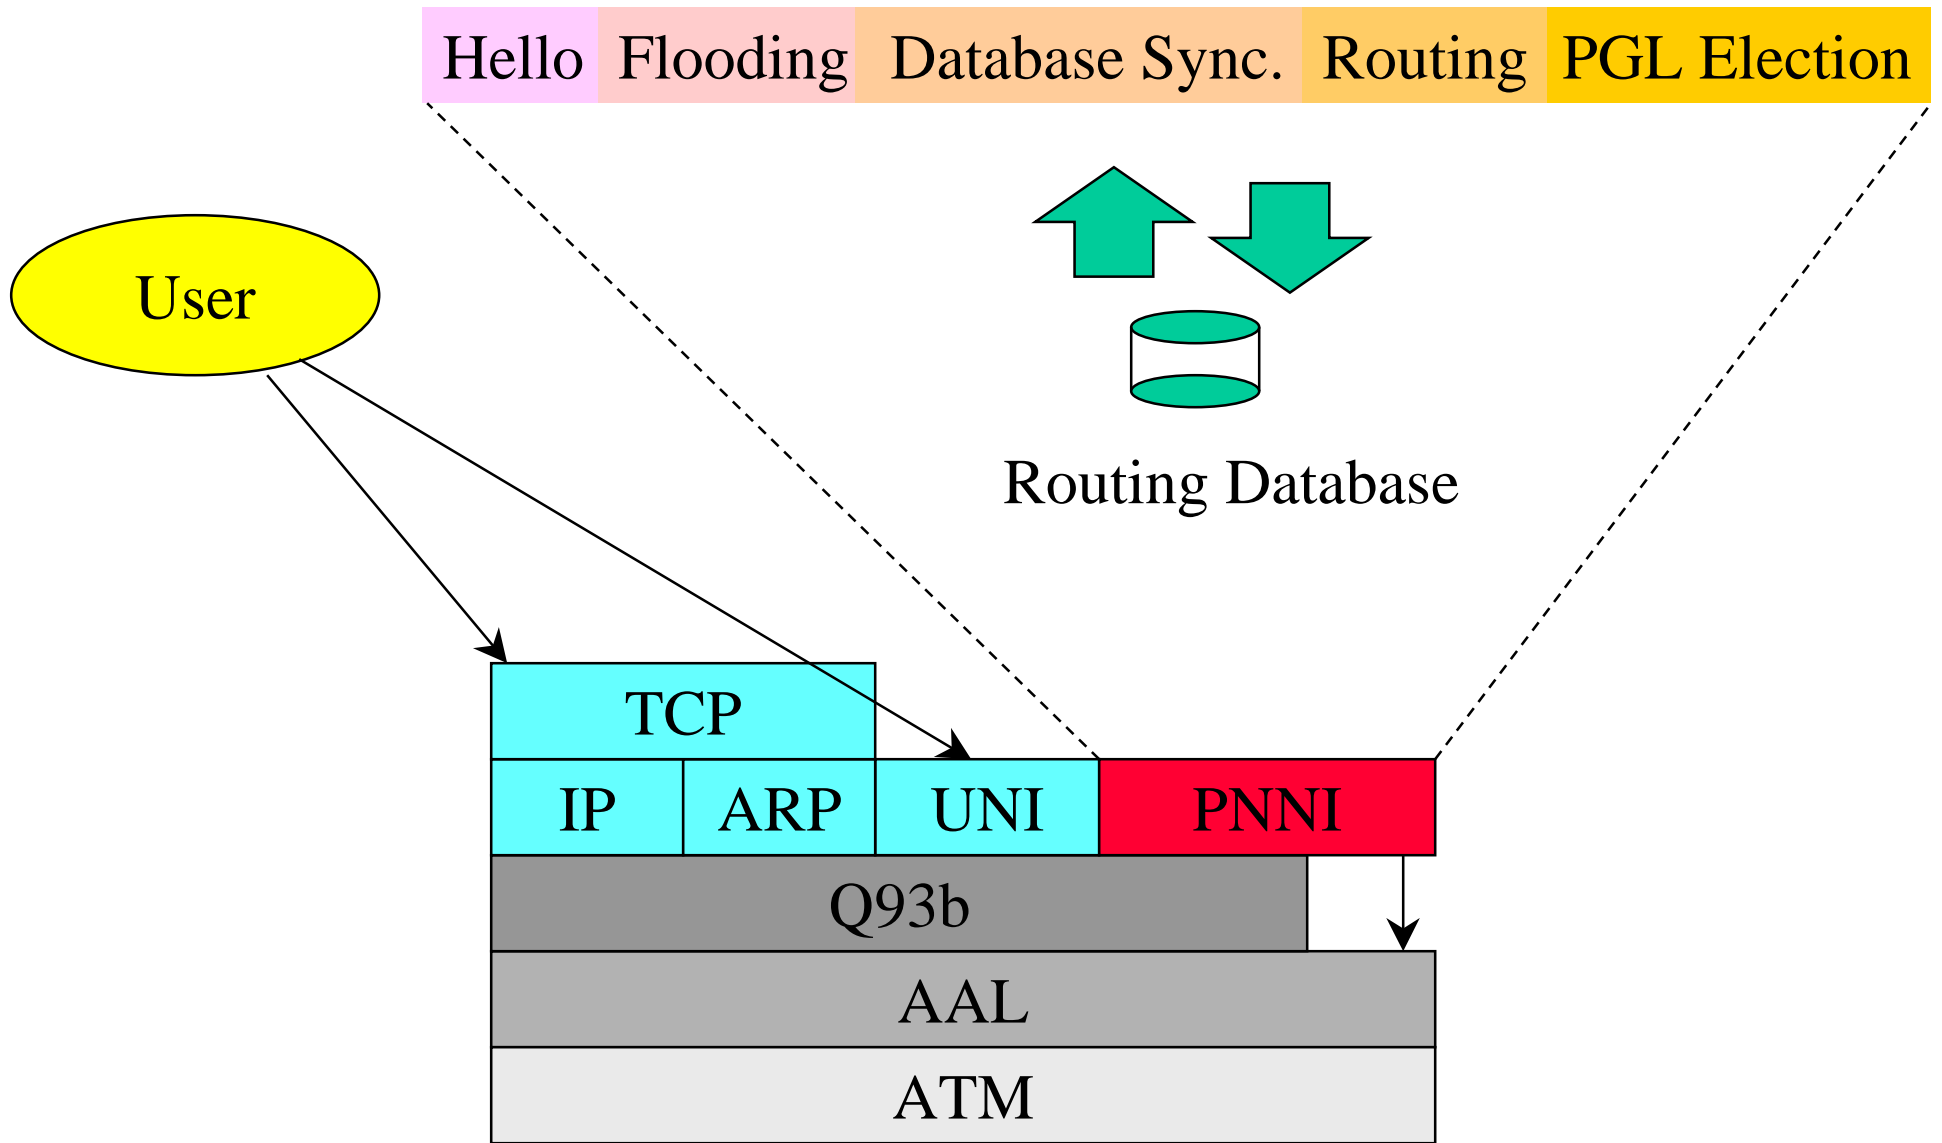 Hello Flooding Database Sync. Routing PGL Election
User
Routing Database
TCP
IP ARP UNI PNNI
Q93b
AAL
ATM